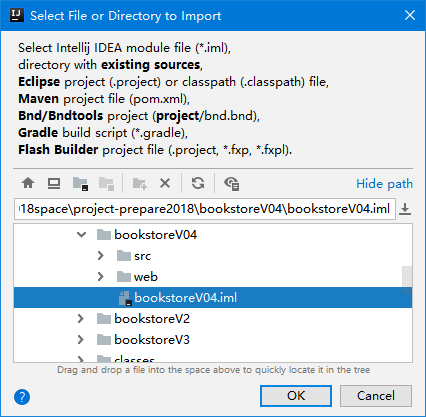 Select File or Directory to Import
Select Intellij IDEA module file (*.iml),
directory with existing sources,
Eclipse project (.project) or classpath (.classpath) file,
Maven project file (pom.xml),
Bnd/Bndtools project (project/bnd.bnd),
Gradle build script (*.gradle),
Flash Builder project file (.project, *.fxp, *.fxpl).
Hide path
18space\project-prepare2018\bookstoreV04\bookstoreV04.iml
bookstoreV04
src
web
bookstoreV04.iml
bookstoreV2
bookstoreV3
classes
Drag and drop a file into the space above to quickly locate it in the tree
?
OK
Cancel